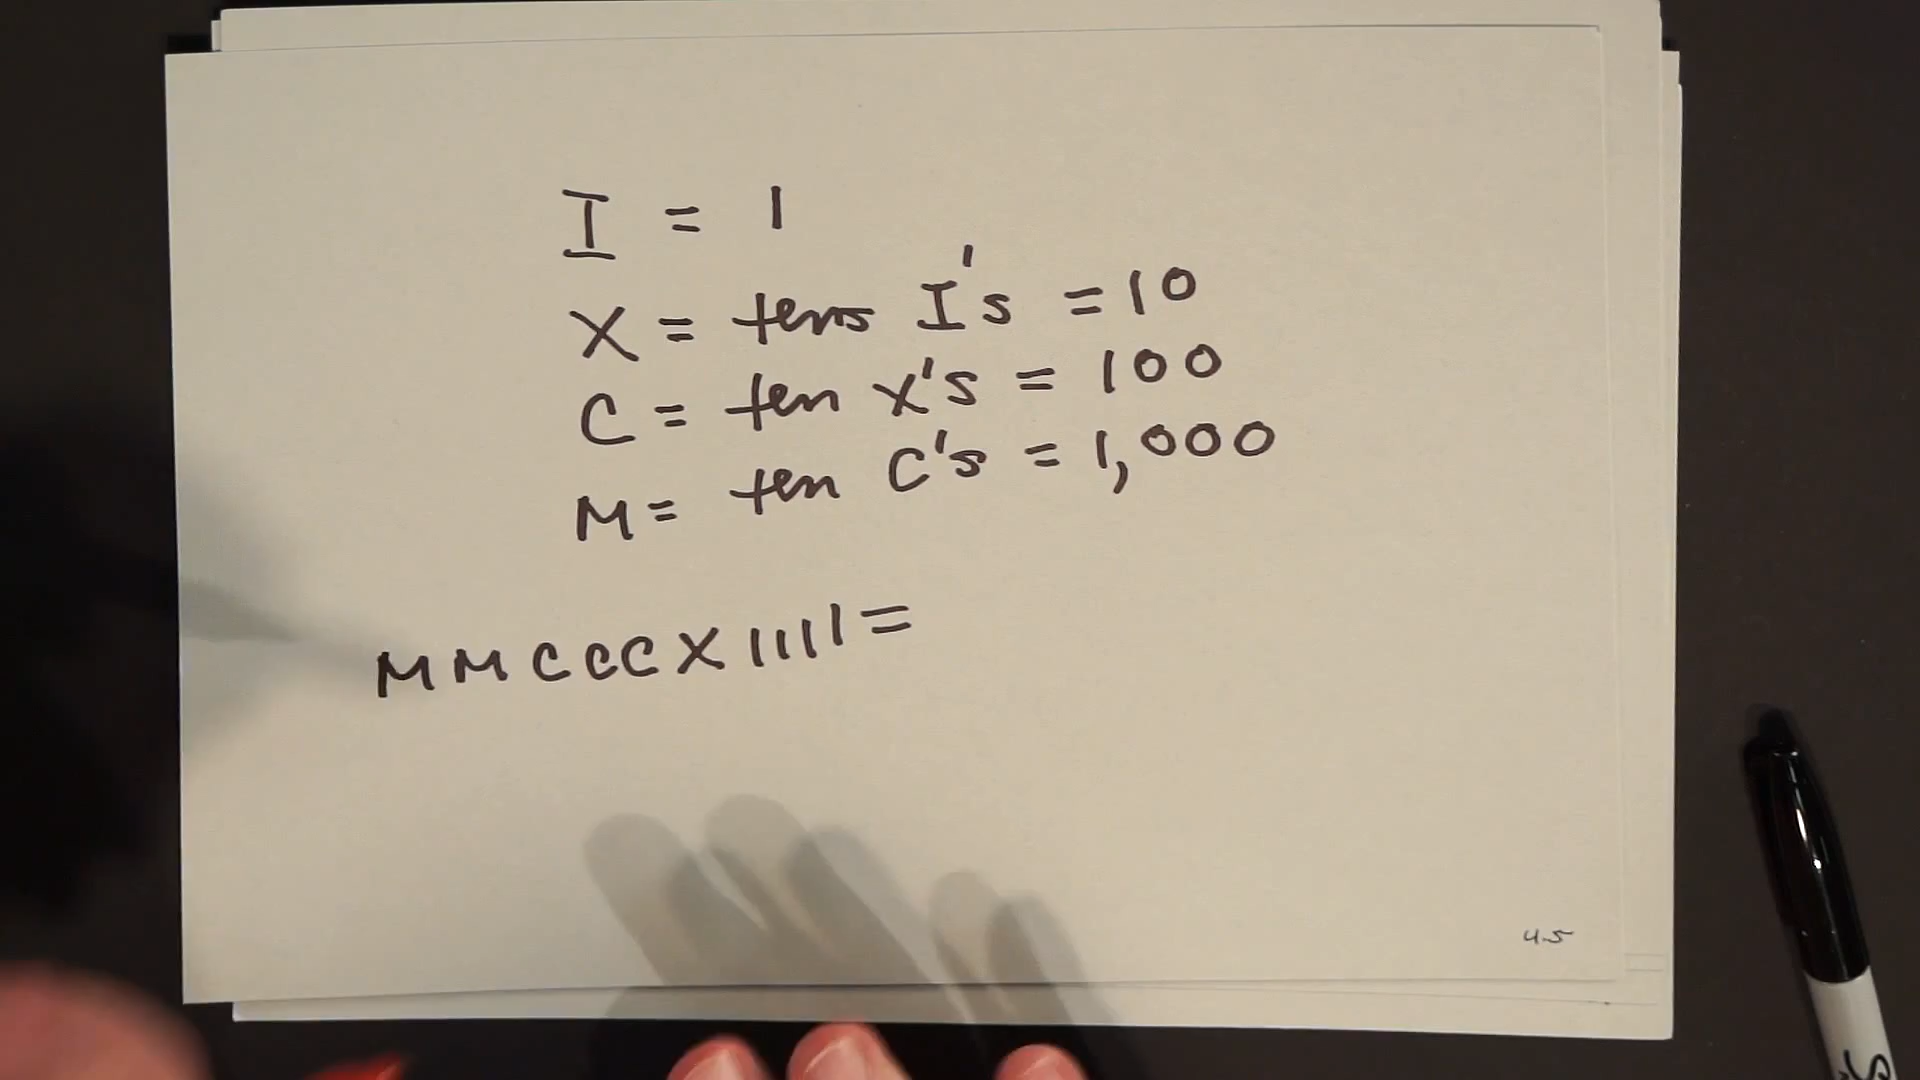 I = 1
X = tens I's = 10
C = ten X's = 100
M = ten C's = 1,000
MMCCCXIIII =
4.5